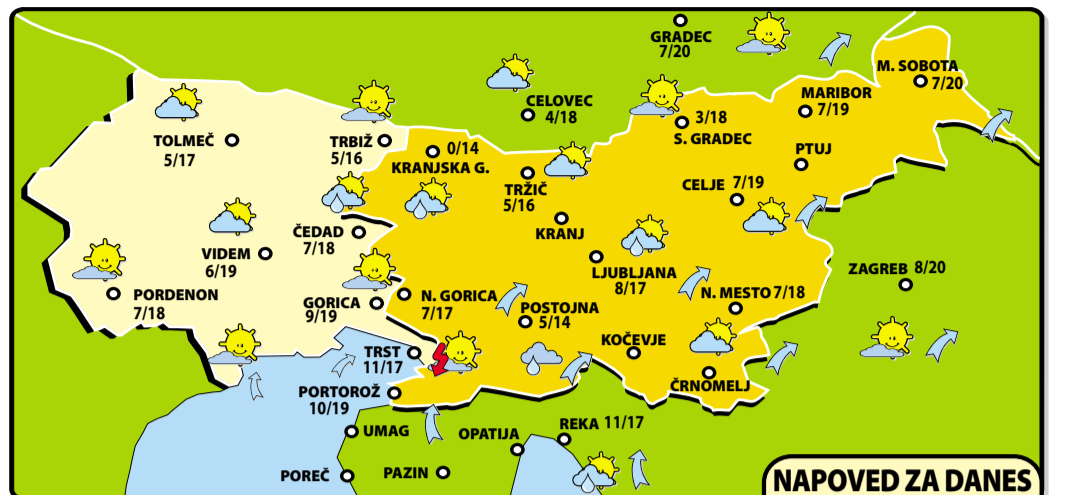 GRADEC
7/20
M. SOBOTA
7/20
CELOVEC
4/18
MARIBOR
7/19
3/18
S. GRADEC
TOLMEČ
5/17
TRBIŽ
5/16
0/14
KRANJSKA G.
PTUJ
TRŽIČ
5/16
CELJE 7/19
ČEDAD
7/18
KRANJ
VIDEM
6/19
LJUBLJANA
8/17
ZAGREB 8/20
PORDENON
7/18
GORICA
9/19
N. GORICA
7/17
N. MESTO 7/18
POSTOJNA
5/14
KOČEVJE
TRST
11/17
ČRNOMELJ
PORTOROŽ
10/19
UMAG
OPATIJA
REKA 11/17
POREČ
PAZIN
NAPOVED ZA DANES